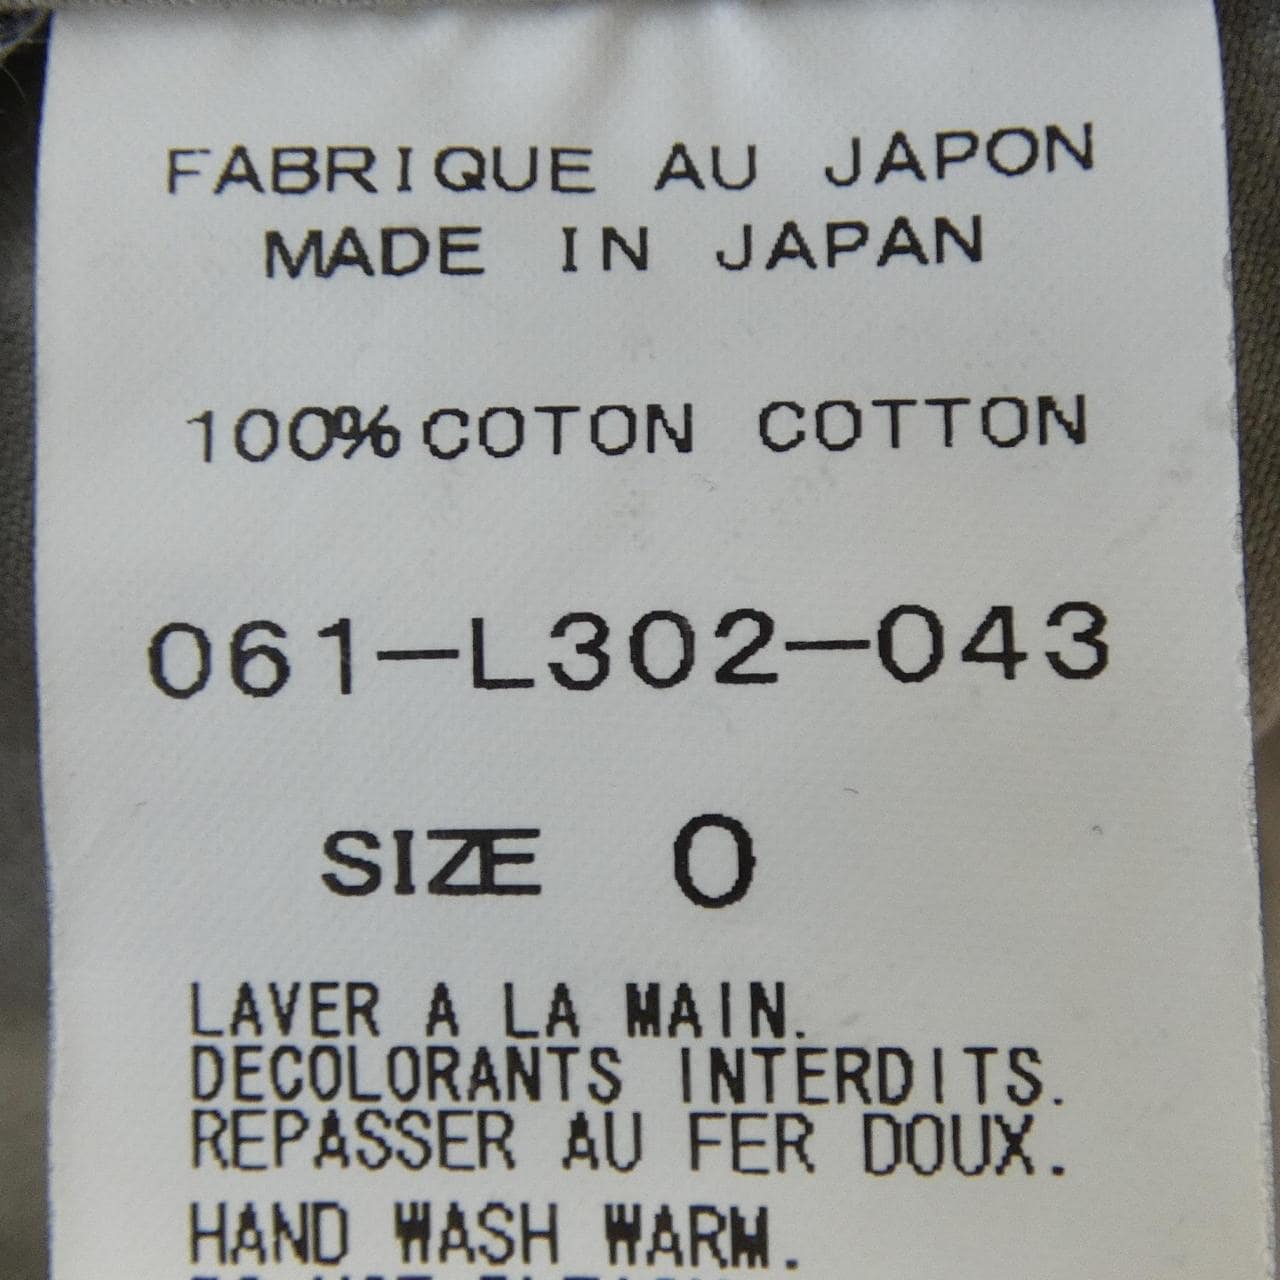 FABRIQUE AU JAPON
MADE IN JAPAN
100% COTON COTTON
061-L302-043
SIZE 0
LAVER A LA MAIN.
DECOLORANTS INTERDITS.
REPASSER AU FER DOUX.
HAND WASH WARM.